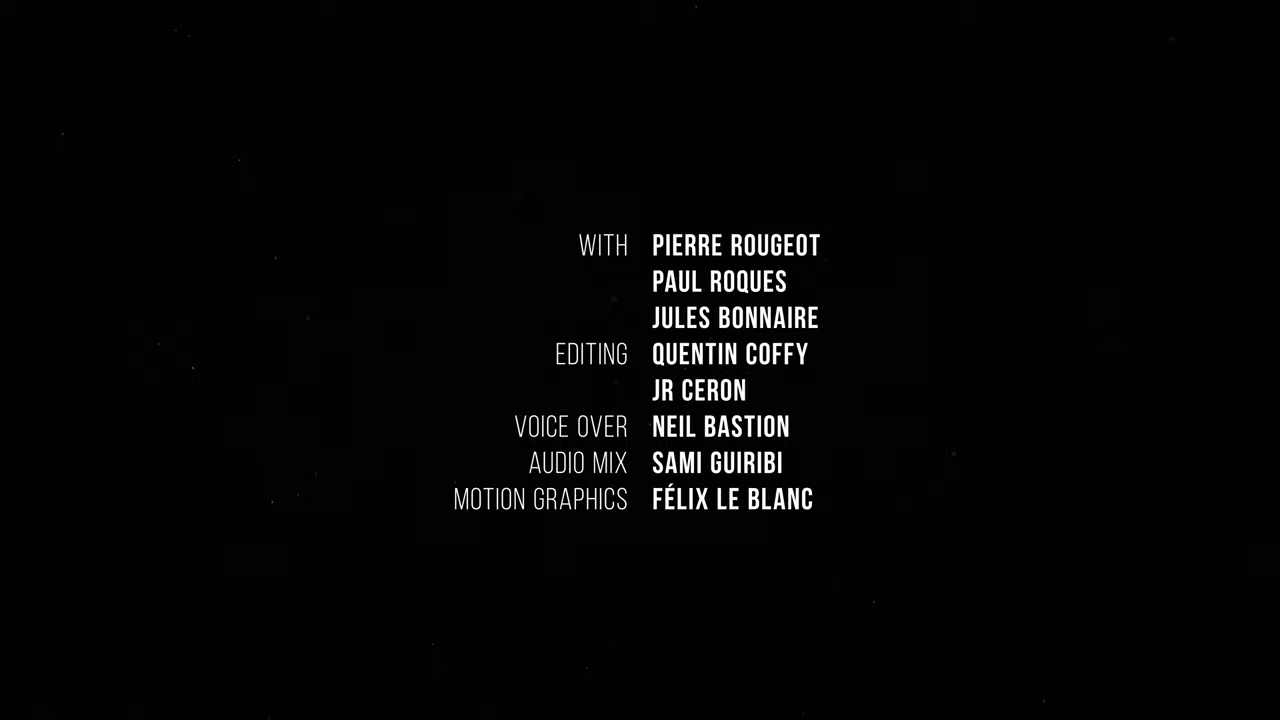 WITH PIERRE ROUGEOT
PAUL ROQUES
JULES BONNAIRE
EDITING QUENTIN COFFY
JR CERON
VOICE OVER NEIL BASTION
AUDIO MIX SAMI GUIRIBI
MOTION GRAPHICS FÉLIX LE BLANC